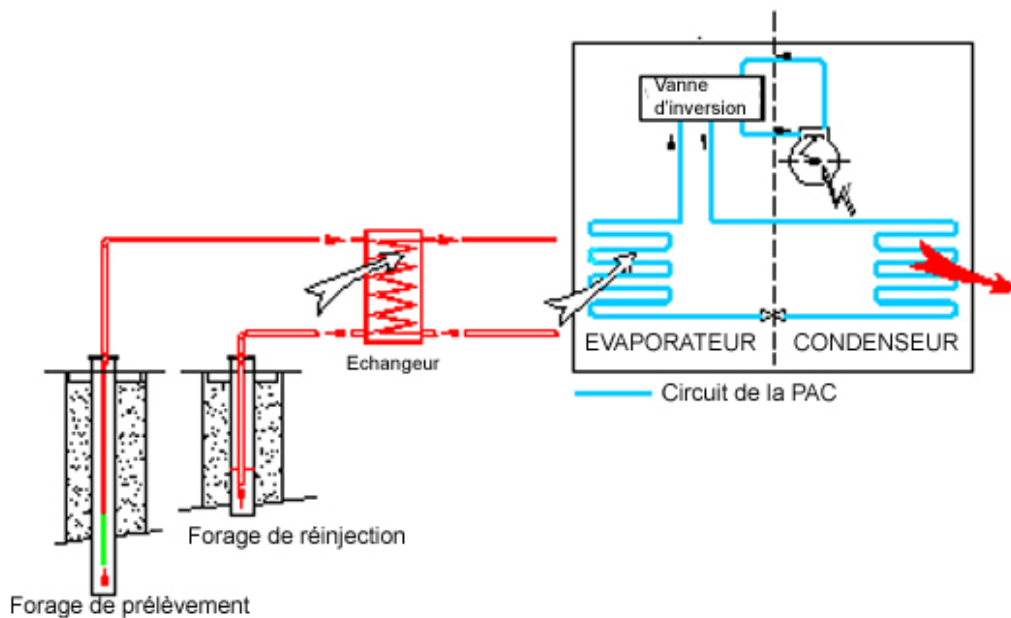 Vanne
d'inversion
EVAPORATEUR
CONDENSEUR
Echangeur
Circuit de la PAC
Forage de réinjection
Forage de prélèvement